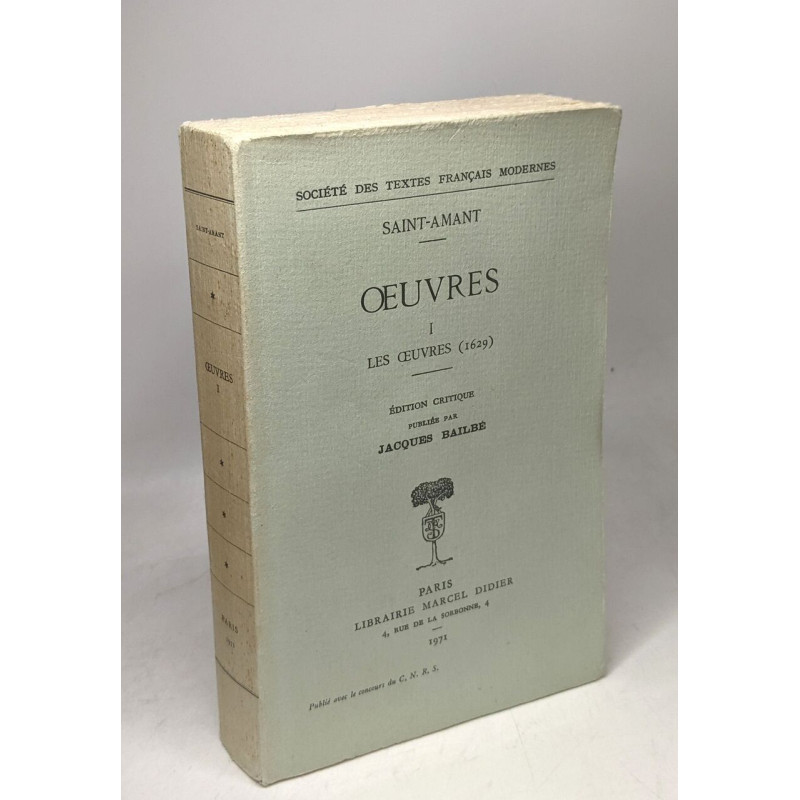 SOCIÉTÉ DES TEXTES FRANÇAIS MODERNES
SAINT-AMANT
ŒUVRES
I
LES ŒUVRES (1629)
ÉDITION CRITIQUE
PUBLIÉE PAR
JACQUES BAILBÉ
PARIS
LIBRAIRIE MARCEL DIDIER
4, RUE DE LA SORBONNE, 4
1971
Publié avec le concours du C. N. R. S.
SAINT-AMANT
ŒUVRES
I
PARIS